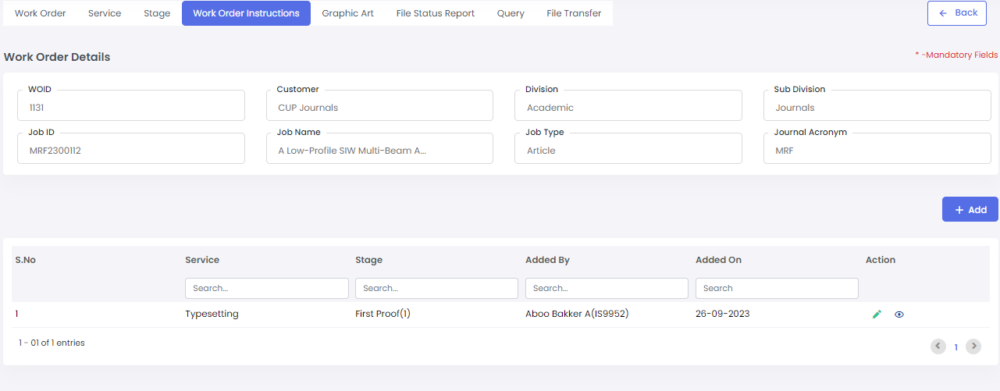 Work Order Service Stage Work Order Instructions Graphic Art File Status Report Query File Transfer Back
Work Order Details * -Mandatory Fields
WOID Customer Division Sub Division
1131 CUP Journals Academic Journals
Job ID Job Name Job Type Journal Acronym
MRF2300112 A Low-Profile SIW Multi-Beam A... Article MRF
+ Add
S.No Service Stage Added By Added On Action
Search... Search... Search... Search
1 Typesetting First Proof(1) Aboo Bakker A(IS9952) 26-09-2023
1 - 01 of 1 entries
1